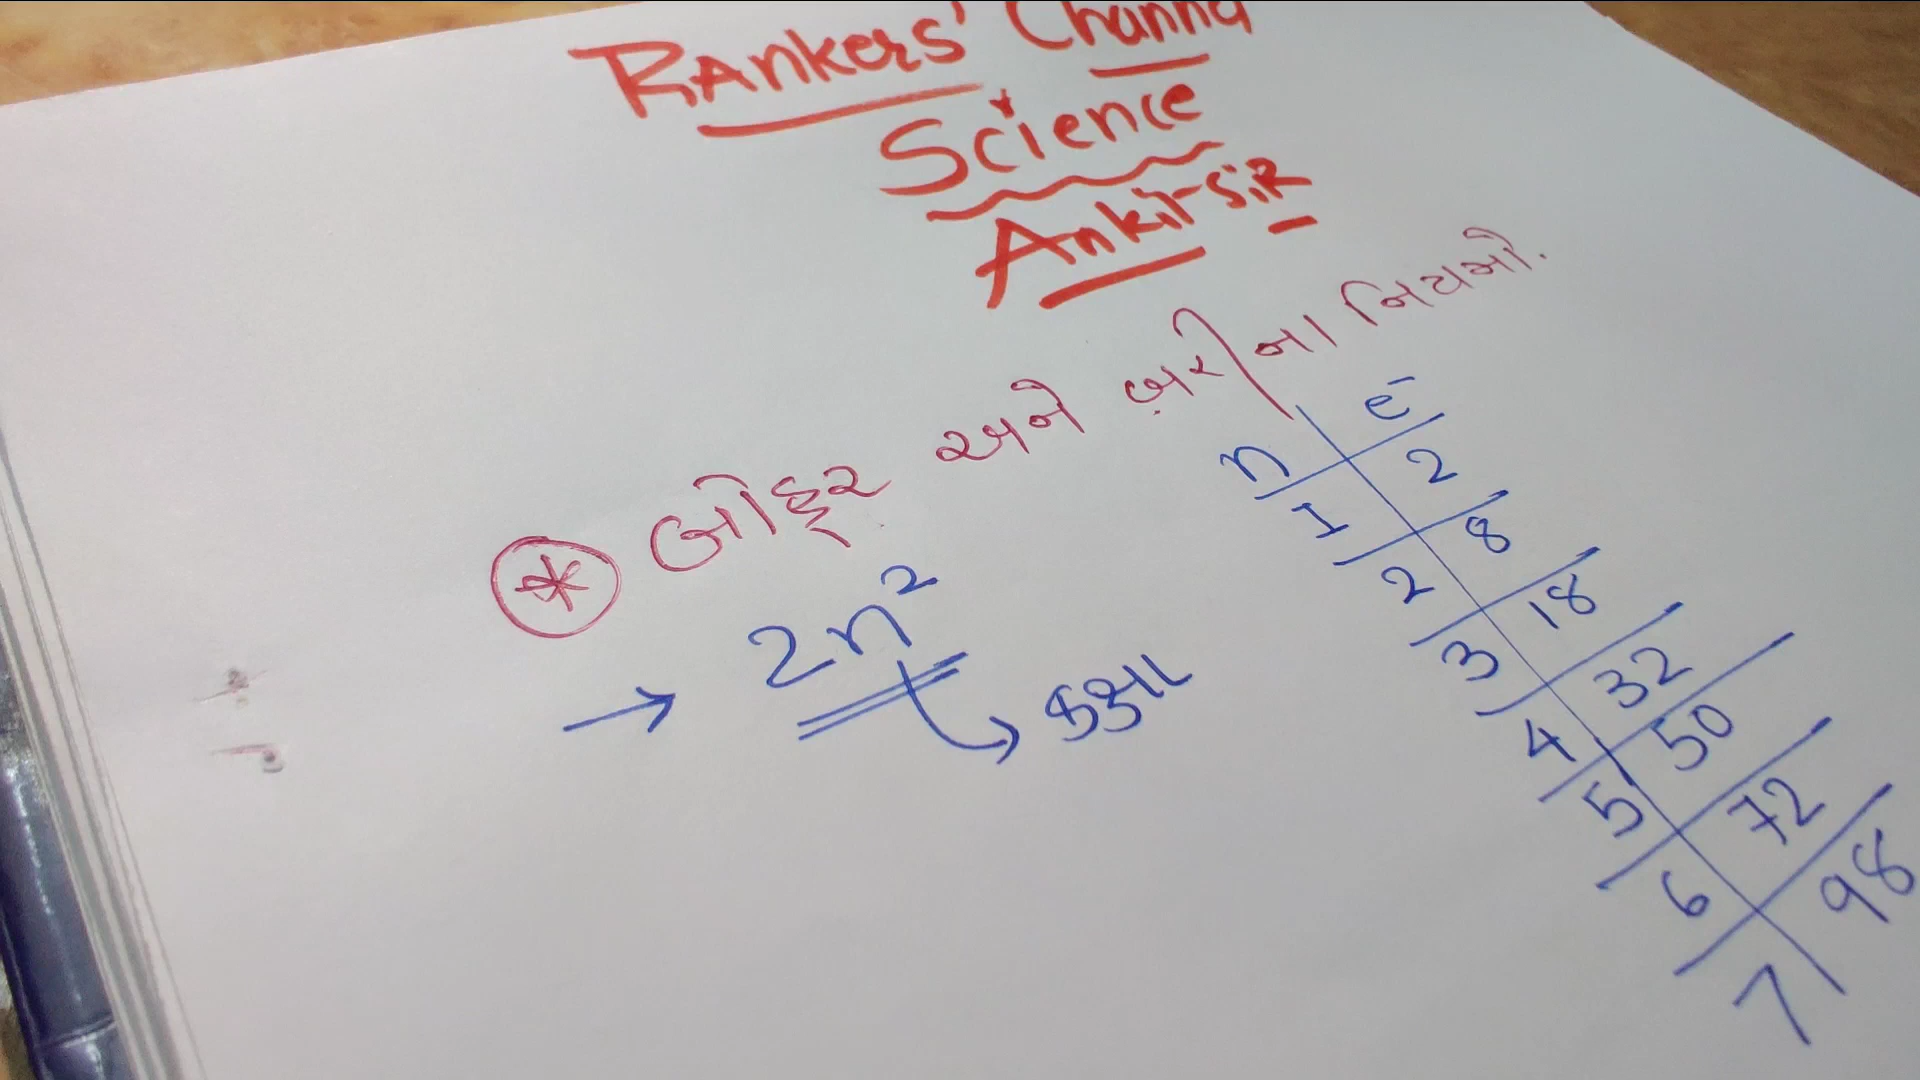 Rankers' Channa
Science
Ankit-Sir
* બોહ્ર અને બરી ના નિયમો.
→ 2n²
→ કક્ષા
n e⁻
1 2
2 8
3 18
4 32
5 50
6 72
7 98